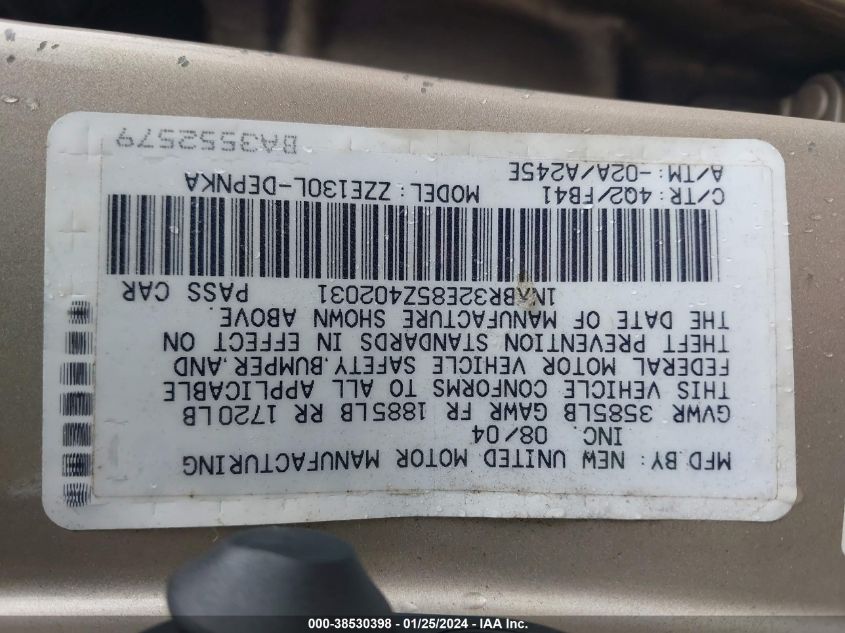 MFD.BY: NEW UNITED MOTOR MANUFACTURING
INC. 08/04
GVWR 3585LB GAWR FR 1885LB RR 1720LB
THIS VEHICLE CONFORMS TO ALL APPLICABLE
FEDERAL MOTOR VEHICLE SAFETY,BUMPER,AND
THEFT PREVENTION STANDARDS IN EFFECT ON
THE DATE OF MANUFACTURE SHOWN ABOVE.
1NXBR32E85Z402031 PASS CAR
C/TR: 4Q2/FB41 MODEL: ZZE130L-DEPNKA
A/TM: -02A/A245E
BA3552579
000-38530398 - 01/25/2024 - IAA Inc.